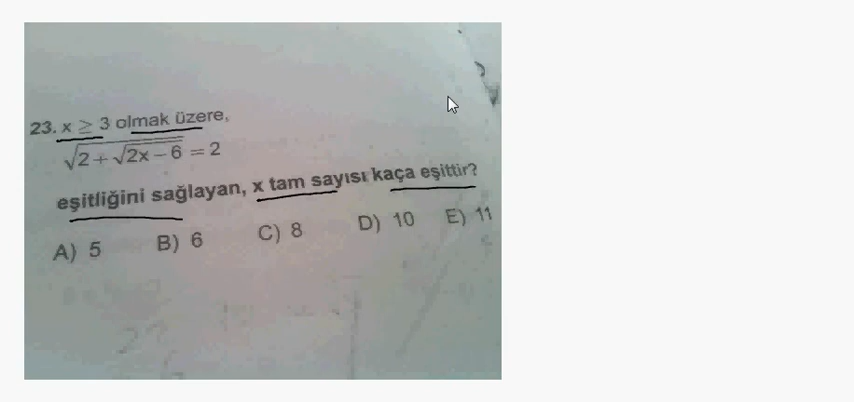 23. x ≥ 3 olmak üzere,
√2+√2x-6 = 2
eşitliğini sağlayan, x tam sayısı kaça eşittir?
A) 5 B) 6 C) 8 D) 10 E) 11